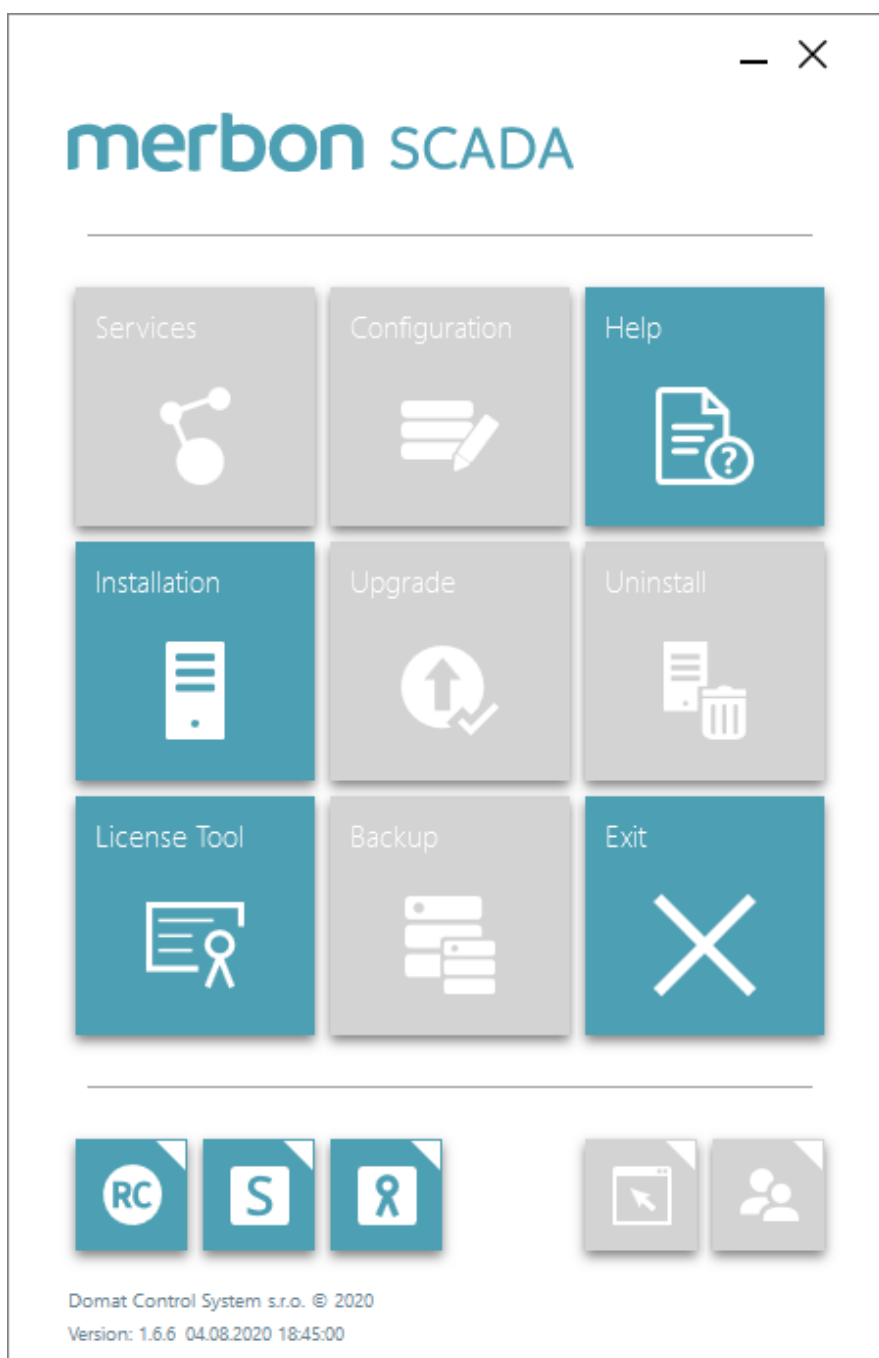 merbon SCADA
Services
Configuration
Help
?
Installation
Upgrade
Uninstall
License Tool
Backup
Exit
RC
S
Domat Control System s.r.o. © 2020
Version: 1.6.6 04.08.2020 18:45:00